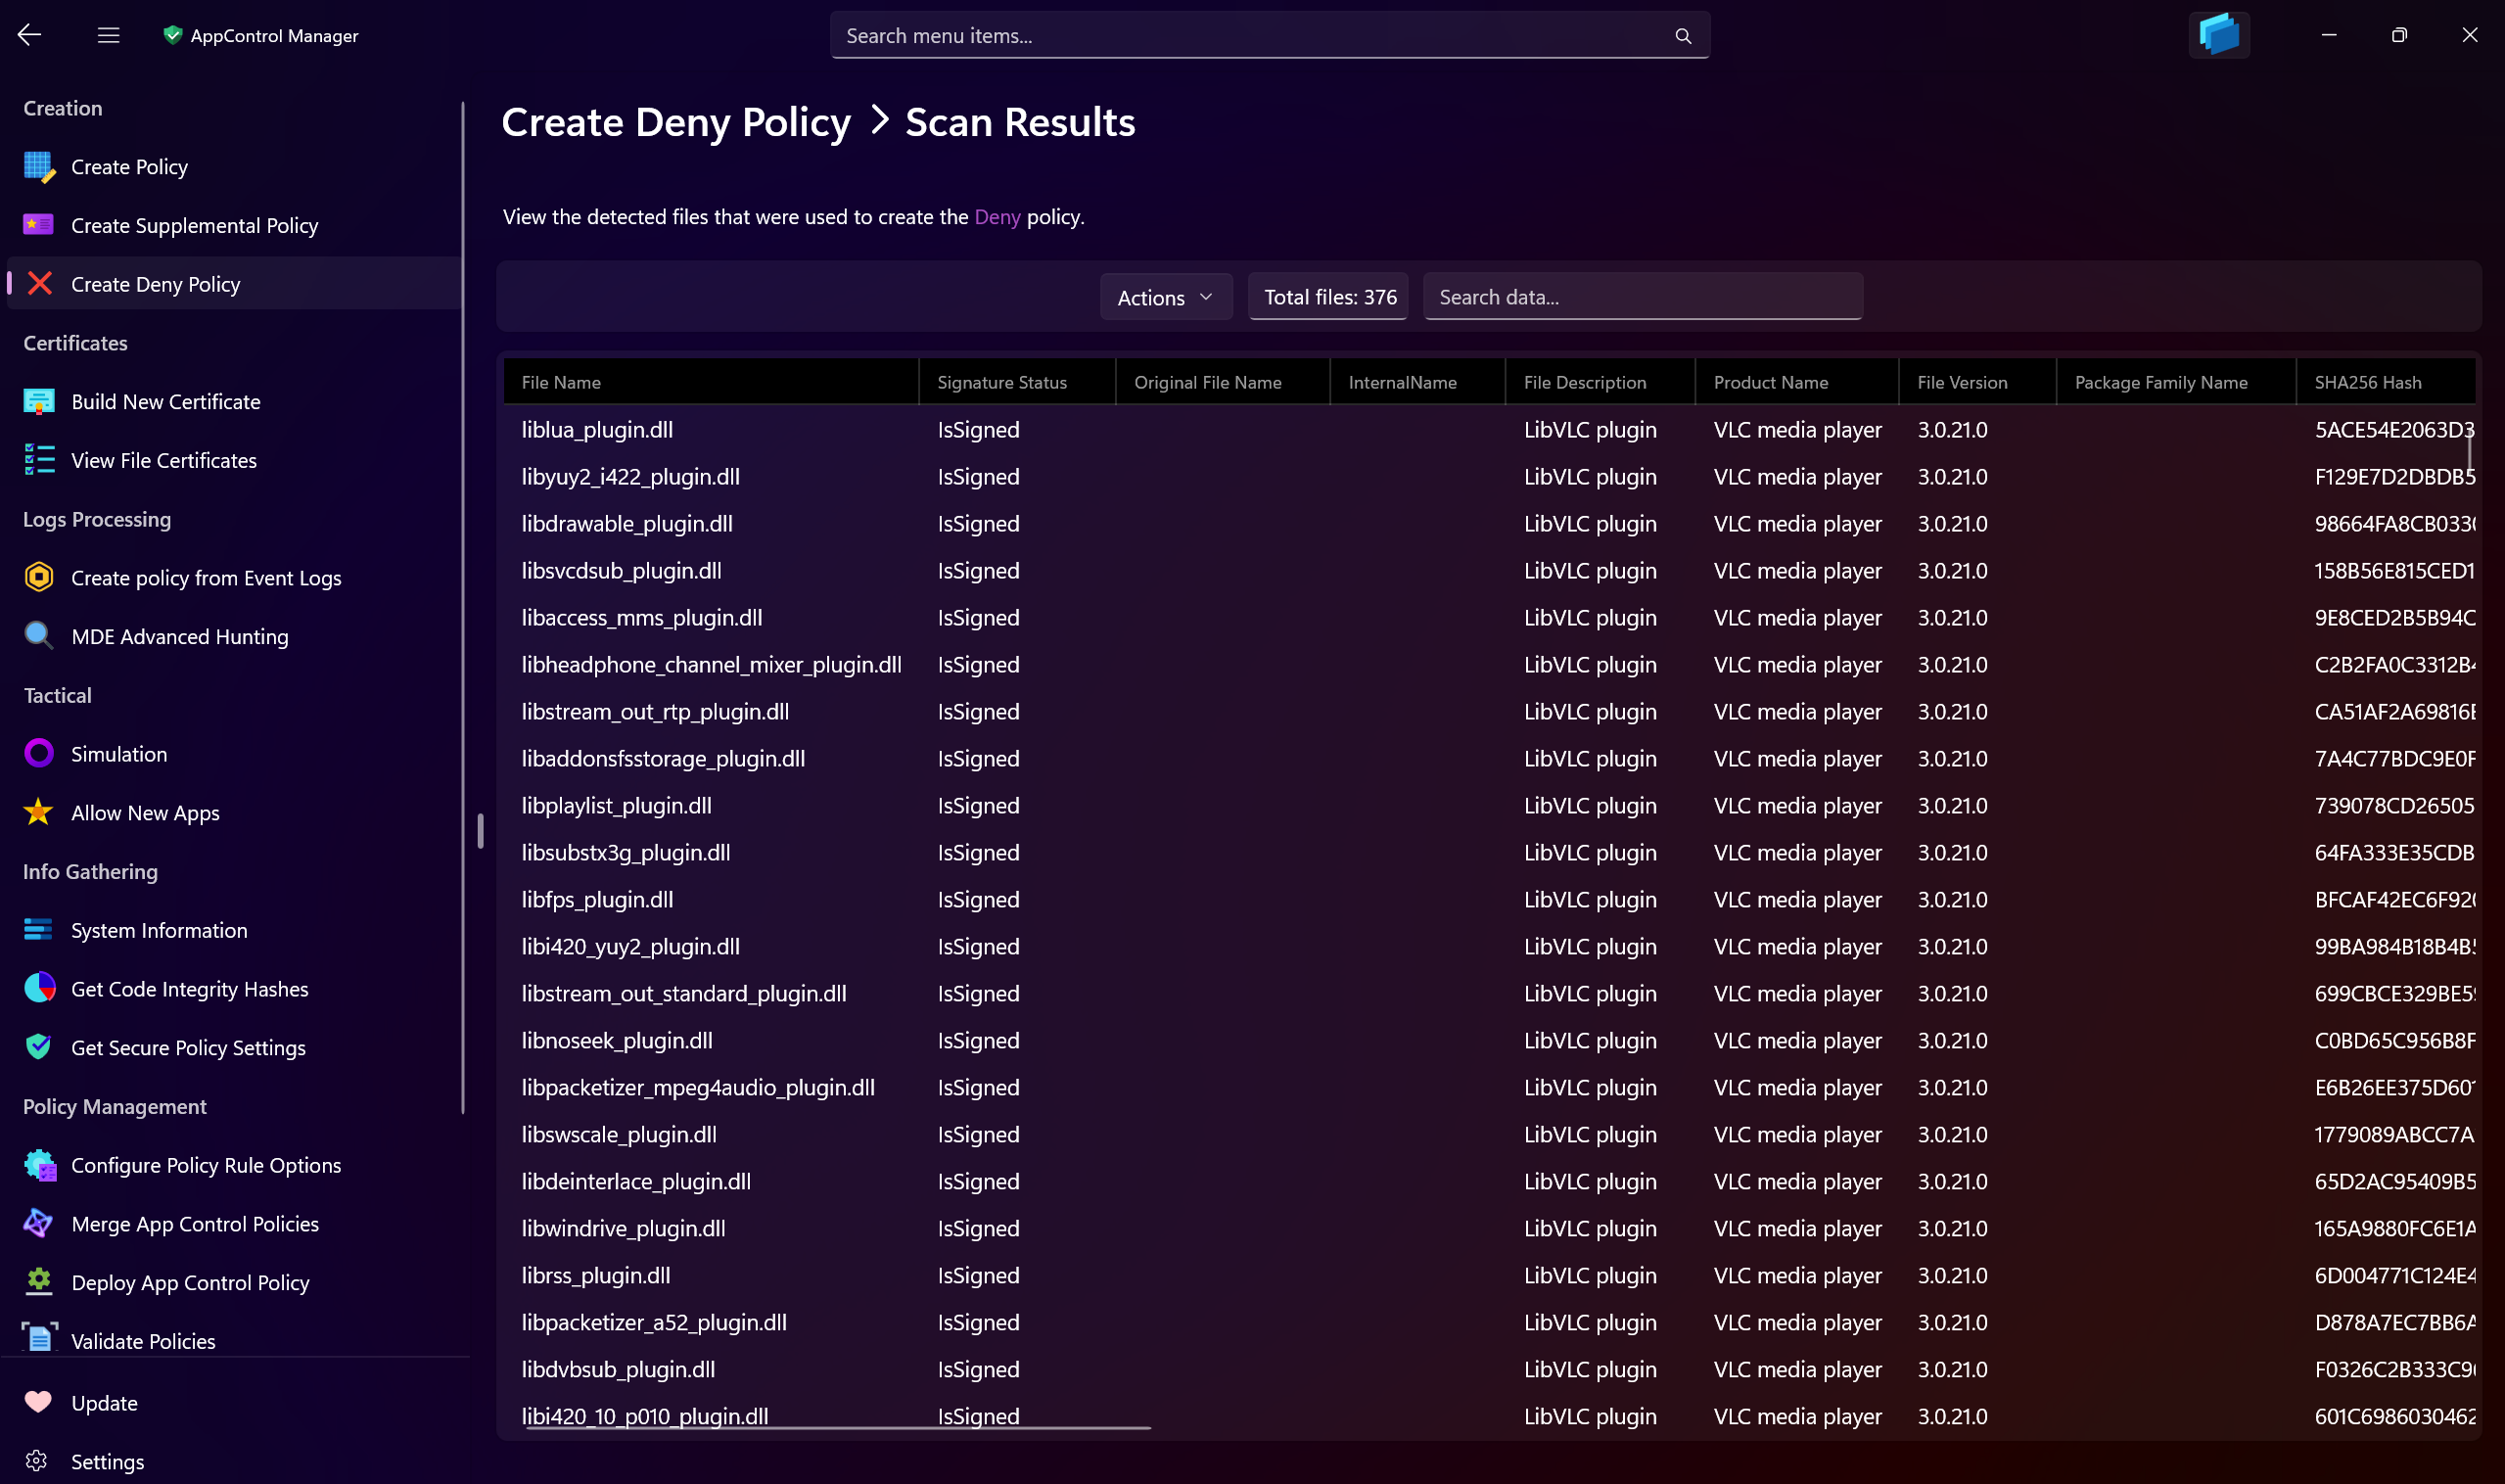 AppControl Manager
Search menu items...
Creation
Create Policy
Create Supplemental Policy
Create Deny Policy
Certificates
Build New Certificate
View File Certificates
Logs Processing
Create policy from Event Logs
MDE Advanced Hunting
Tactical
Simulation
Allow New Apps
Info Gathering
System Information
Get Code Integrity Hashes
Get Secure Policy Settings
Policy Management
Configure Policy Rule Options
Merge App Control Policies
Deploy App Control Policy
Validate Policies
Update
Settings
Create Deny Policy > Scan Results
View the detected files that were used to create the Deny policy.
Actions Total files: 376 Search data...
File Name Signature Status Original File Name InternalName File Description Product Name File Version Package Family Name SHA256 Hash
liblua_plugin.dll IsSigned LibVLC plugin VLC media player 3.0.21.0 5ACE54E2063D3
libyuy2_i422_plugin.dll IsSigned LibVLC plugin VLC media player 3.0.21.0 F129E7D2DBDB5
libdrawable_plugin.dll IsSigned LibVLC plugin VLC media player 3.0.21.0 98664FA8CB033
libsvcdsub_plugin.dll IsSigned LibVLC plugin VLC media player 3.0.21.0 158B56E815CED1
libaccess_mms_plugin.dll IsSigned LibVLC plugin VLC media player 3.0.21.0 9E8CED2B5B94C
libheadphone_channel_mixer_plugin.dll IsSigned LibVLC plugin VLC media player 3.0.21.0 C2B2FA0C3312B4
libstream_out_rtp_plugin.dll IsSigned LibVLC plugin VLC media player 3.0.21.0 CA51AF2A69816
libaddonsfsstorage_plugin.dll IsSigned LibVLC plugin VLC media player 3.0.21.0 7A4C77BDC9E0F
libplaylist_plugin.dll IsSigned LibVLC plugin VLC media player 3.0.21.0 739078CD26505
libsubstx3g_plugin.dll IsSigned LibVLC plugin VLC media player 3.0.21.0 64FA333E35CDB
libfps_plugin.dll IsSigned LibVLC plugin VLC media player 3.0.21.0 BFCAF42EC6F92
libi420_yuy2_plugin.dll IsSigned LibVLC plugin VLC media player 3.0.21.0 99BA984B18B4B
libstream_out_standard_plugin.dll IsSigned LibVLC plugin VLC media player 3.0.21.0 699CBCE329BE5
libnoseek_plugin.dll IsSigned LibVLC plugin VLC media player 3.0.21.0 C0BD65C956B8F
libpacketizer_mpeg4audio_plugin.dll IsSigned LibVLC plugin VLC media player 3.0.21.0 E6B26EE375D60
libswscale_plugin.dll IsSigned LibVLC plugin VLC media player 3.0.21.0 1779089ABCC7A
libdeinterlace_plugin.dll IsSigned LibVLC plugin VLC media player 3.0.21.0 65D2AC95409B5
libwindrive_plugin.dll IsSigned LibVLC plugin VLC media player 3.0.21.0 165A9880FC6E1A
librss_plugin.dll IsSigned LibVLC plugin VLC media player 3.0.21.0 6D004771C124E4
libpacketizer_a52_plugin.dll IsSigned LibVLC plugin VLC media player 3.0.21.0 D878A7EC7BB6A
libdvbsub_plugin.dll IsSigned LibVLC plugin VLC media player 3.0.21.0 F0326C2B333C9
libi420_10_p010_plugin.dll IsSigned LibVLC plugin VLC media player 3.0.21.0 601C698603046​2